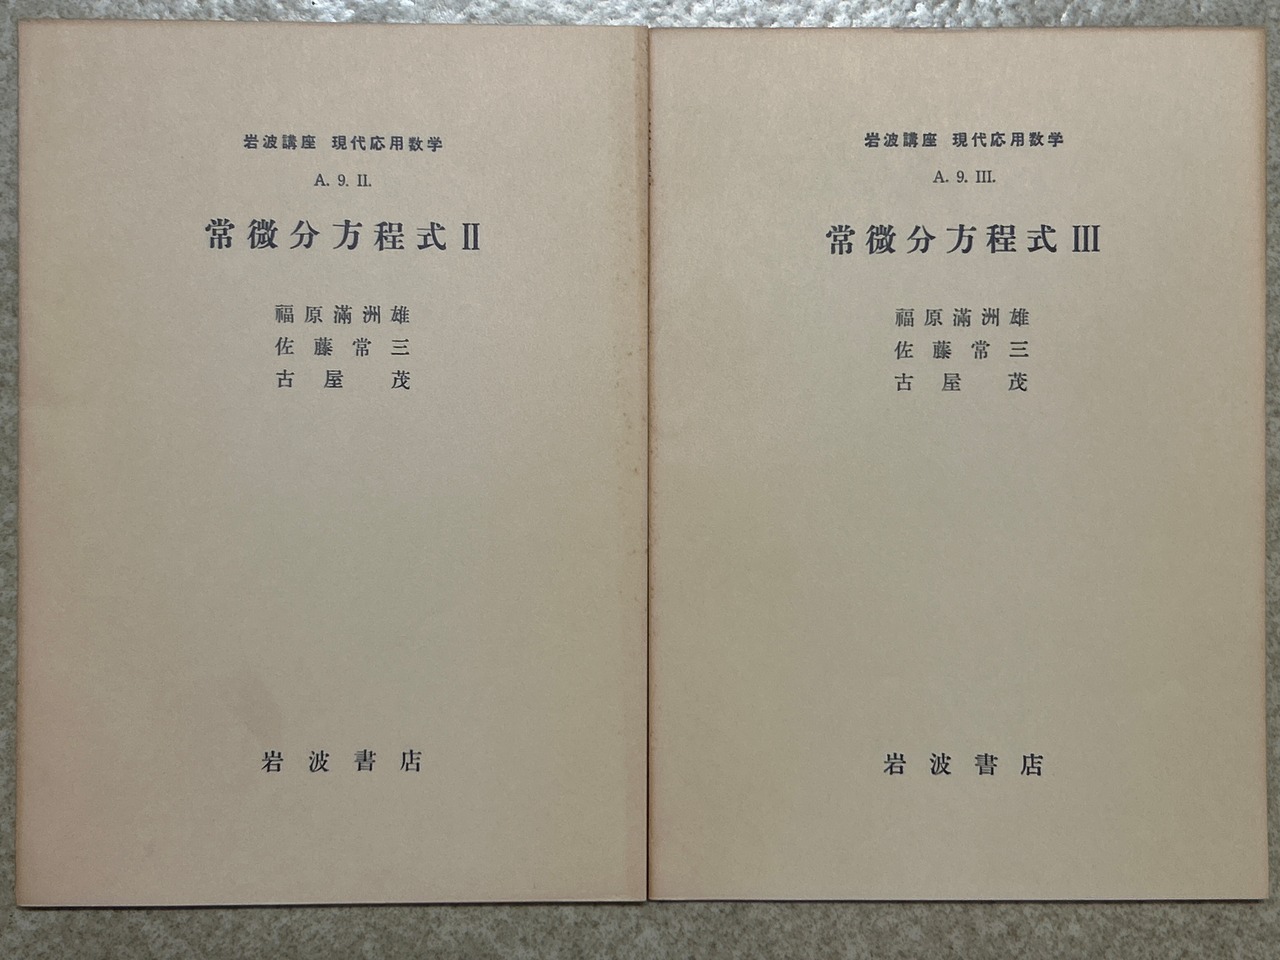 岩波講座 現代応用数学
A. 9. II.
常微分方程式 II
福原滿洲雄
佐藤常三
古屋茂
岩波書店
岩波講座 現代応用数学
A. 9. III.
常微分方程式 III
福原滿洲雄
佐藤常三
古屋茂
岩波書店